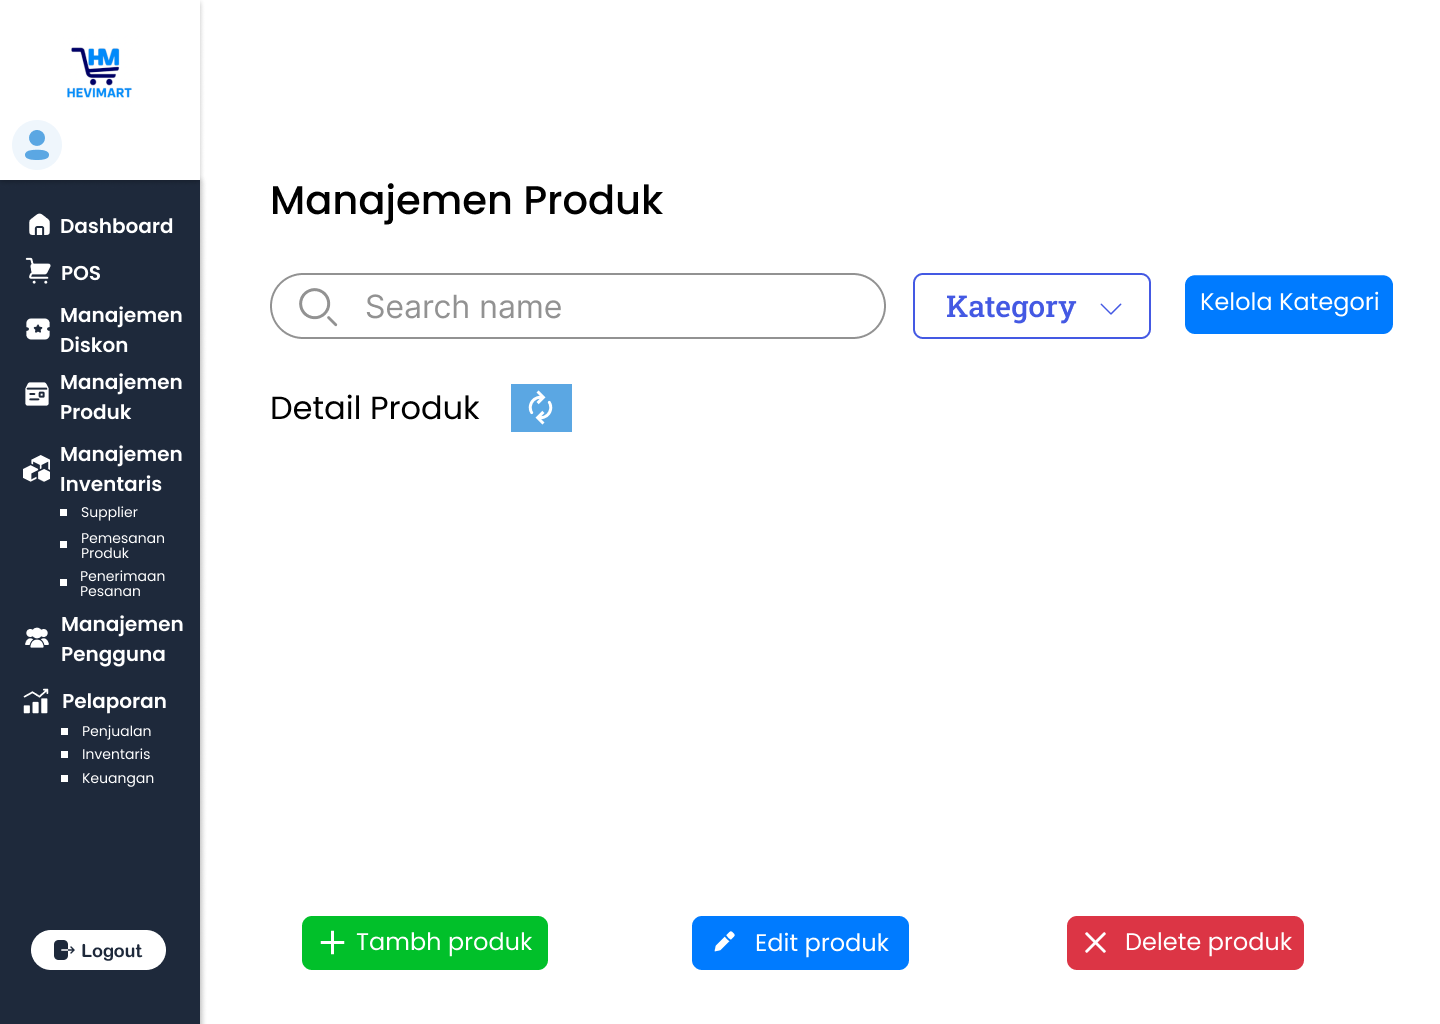 HM
HEVIMART
Dashboard
POS
Manajemen
Diskon
Manajemen
Produk
Manajemen
Inventaris
Supplier
Pemesanan
Produk
Penerimaan
Pesanan
Manajemen
Pengguna
Pelaporan
Penjualan
Inventaris
Keuangan
Logout
Manajemen Produk
Search name
Kategory
Kelola Kategori
Detail Produk
Tambh produk
Edit produk
Delete produk